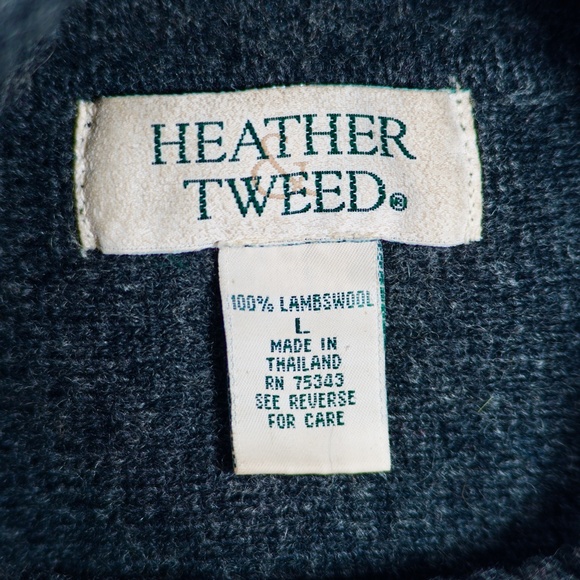 HEATHER
&
TWEED®
100% LAMBSWOOL
L
MADE IN
THAILAND
RN 75343
SEE REVERSE
FOR CARE